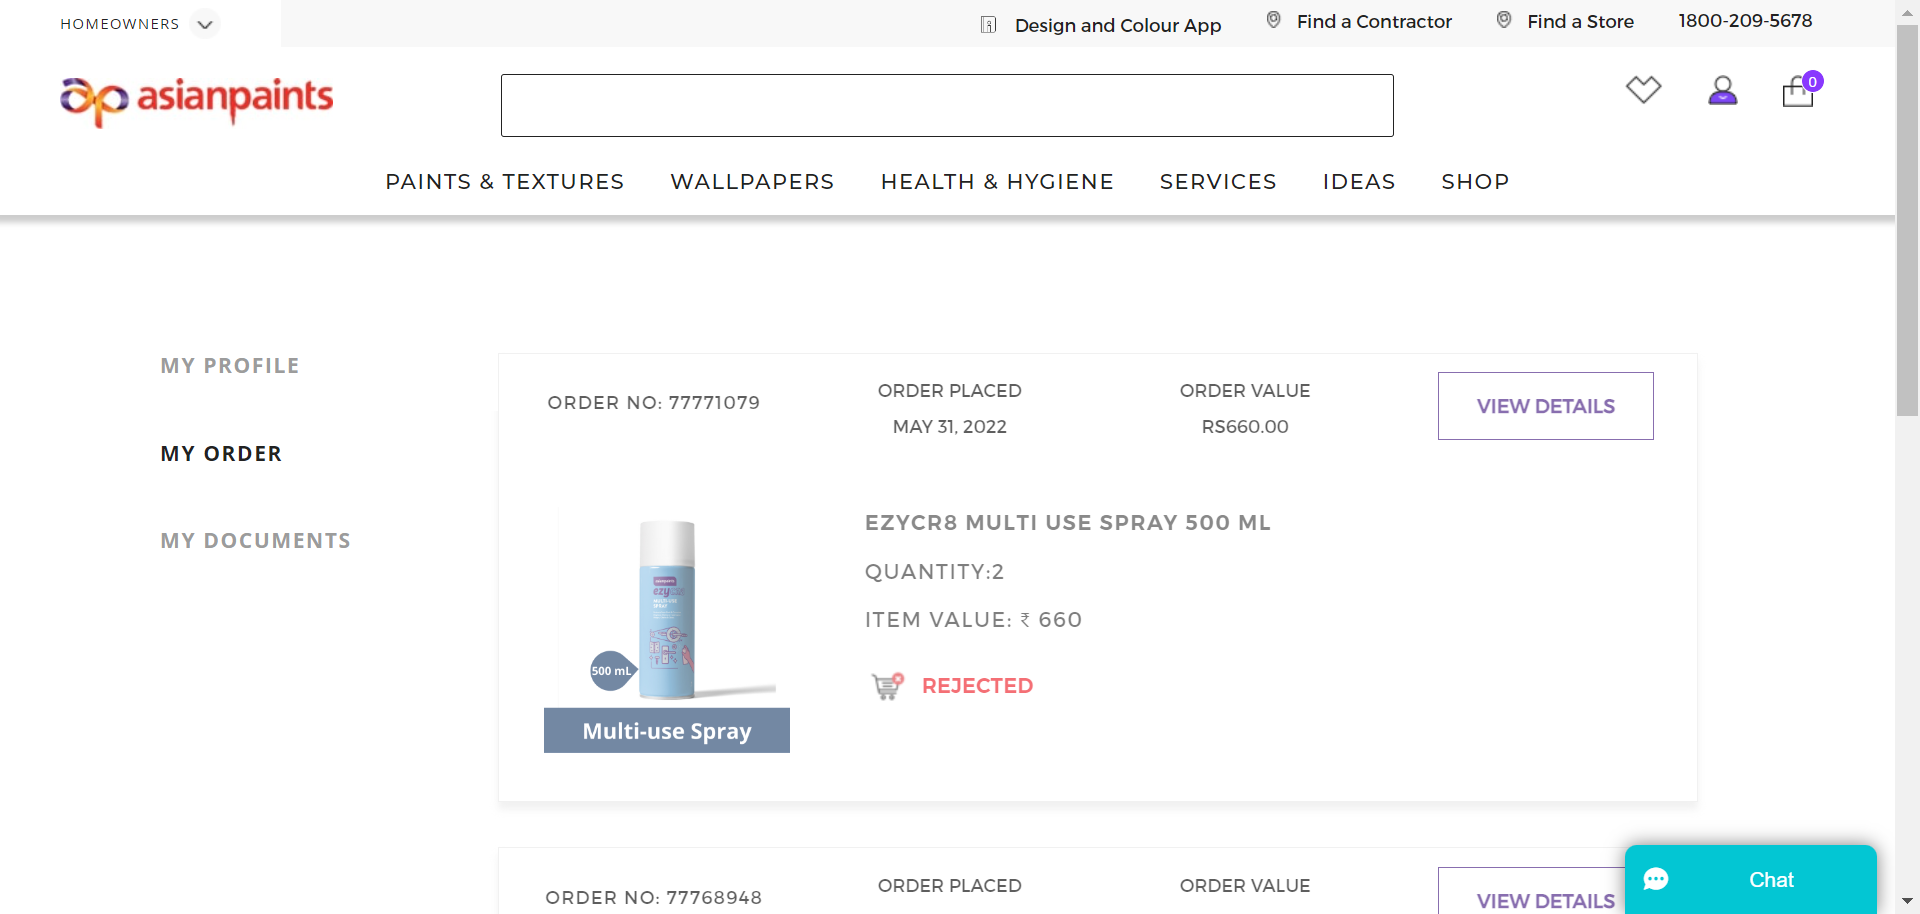 HOMEOWNERS
Design and Colour App
Find a Contractor
Find a Store
1800-209-5678
asianpaints
0
PAINTS & TEXTURES
WALLPAPERS
HEALTH & HYGIENE
SERVICES
IDEAS
SHOP
MY PROFILE
MY ORDER
MY DOCUMENTS
ORDER NO: 77771079
ORDER PLACED
MAY 31, 2022
ORDER VALUE
RS660.00
VIEW DETAILS
500 mL
Multi-use Spray
EZYCR8 MULTI USE SPRAY 500 ML
QUANTITY:2
ITEM VALUE: ₹ 660
REJECTED
ORDER NO: 77768948
ORDER PLACED
ORDER VALUE
VIEW DETAILS
Chat